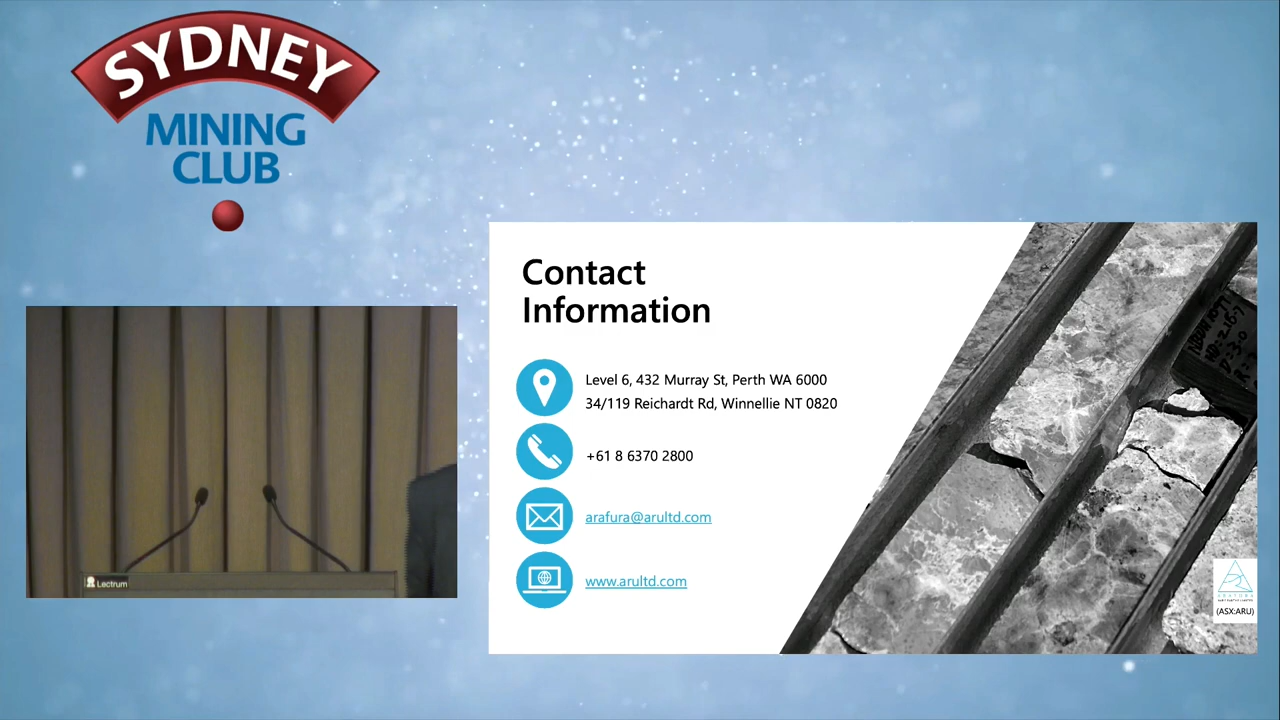 SYDNEY
MINING
CLUB
Contact
Information
Level 6, 432 Murray St, Perth WA 6000
34/119 Reichardt Rd, Winnellie NT 0820
+61 8 6370 2800
arafura@arultd.com
www.arultd.com
Lectrum
(ASX:ARU)